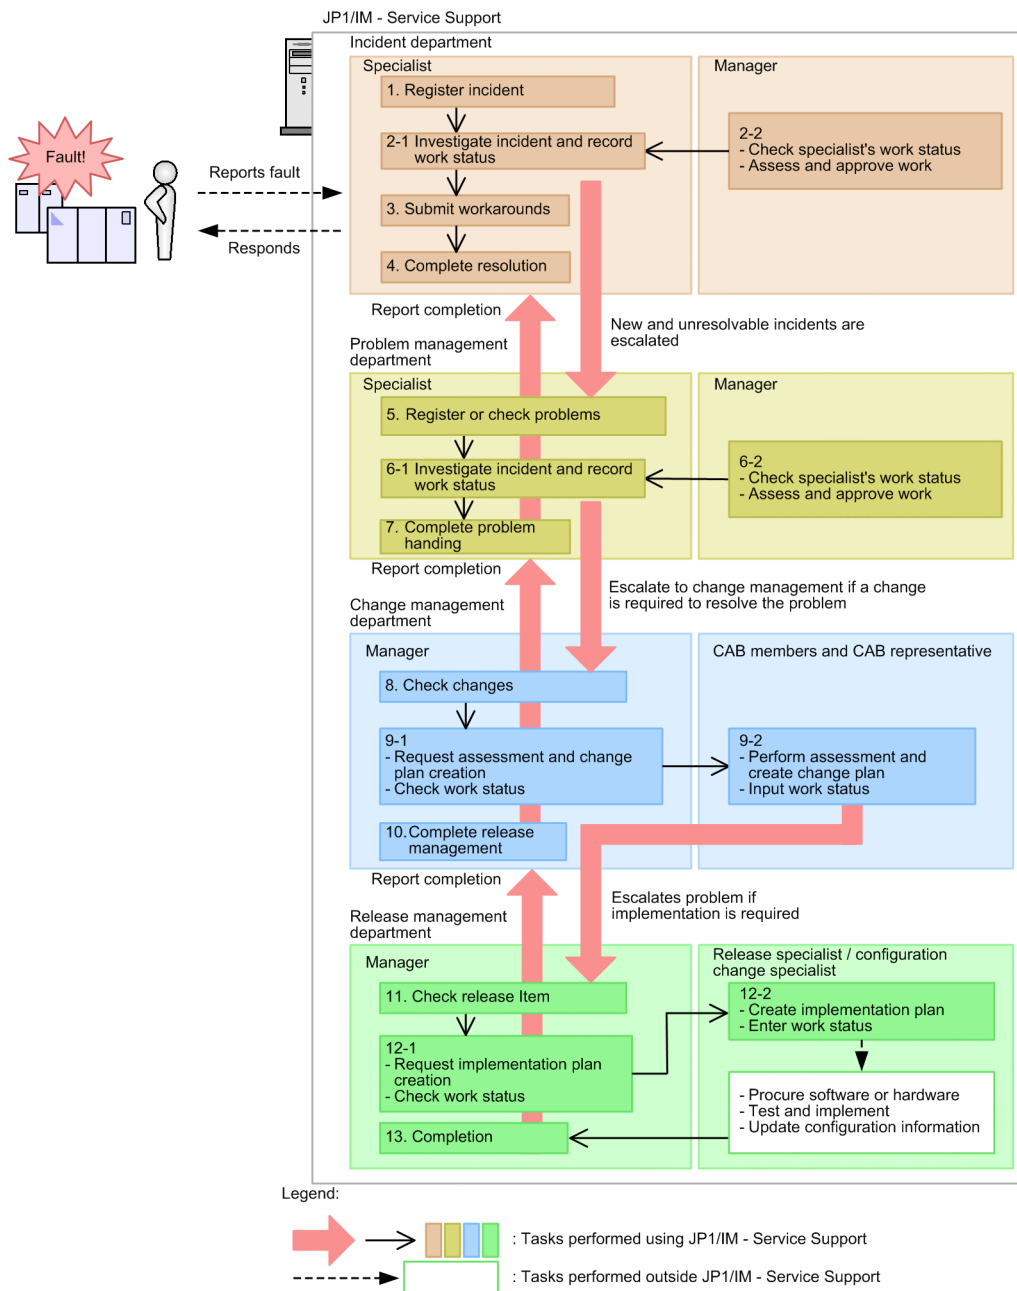 JP1/IM - Service Support
Incident department
Specialist
Manager
1. Register incident
2-1 Investigate incident and record
work status
2-2
- Check specialist's work status
- Assess and approve work
Fault!
Reports fault
Responds
3. Submit workarounds
4. Complete resolution
Report completion
New and unresolvable incidents are
escalated
Problem management
department
Specialist
Manager
5. Register or check problems
6-1 Investigate incident and record
work status
6-2
- Check specialist's work status
- Assess and approve work
7. Complete problem
handing
Report completion
Escalate to change management if a change
is required to resolve the problem
Change management
department
Manager
CAB members and CAB representative
8. Check changes
9-1
- Request assessment and change
plan creation
- Check work status
9-2
- Perform assessment and
create change plan
- Input work status
10. Complete release
management
Report completion
Escalates problem if
implementation is required
Release management
department
Manager
Release specialist / configuration
change specialist
11. Check release Item
12-1
- Request implementation plan
creation
- Check work status
12-2
- Create implementation plan
- Enter work status
- Procure software or hardware
- Test and implement
- Update configuration information
13. Completion
Legend:
: Tasks performed using JP1/IM - Service Support
: Tasks performed outside JP1/IM - Service Support